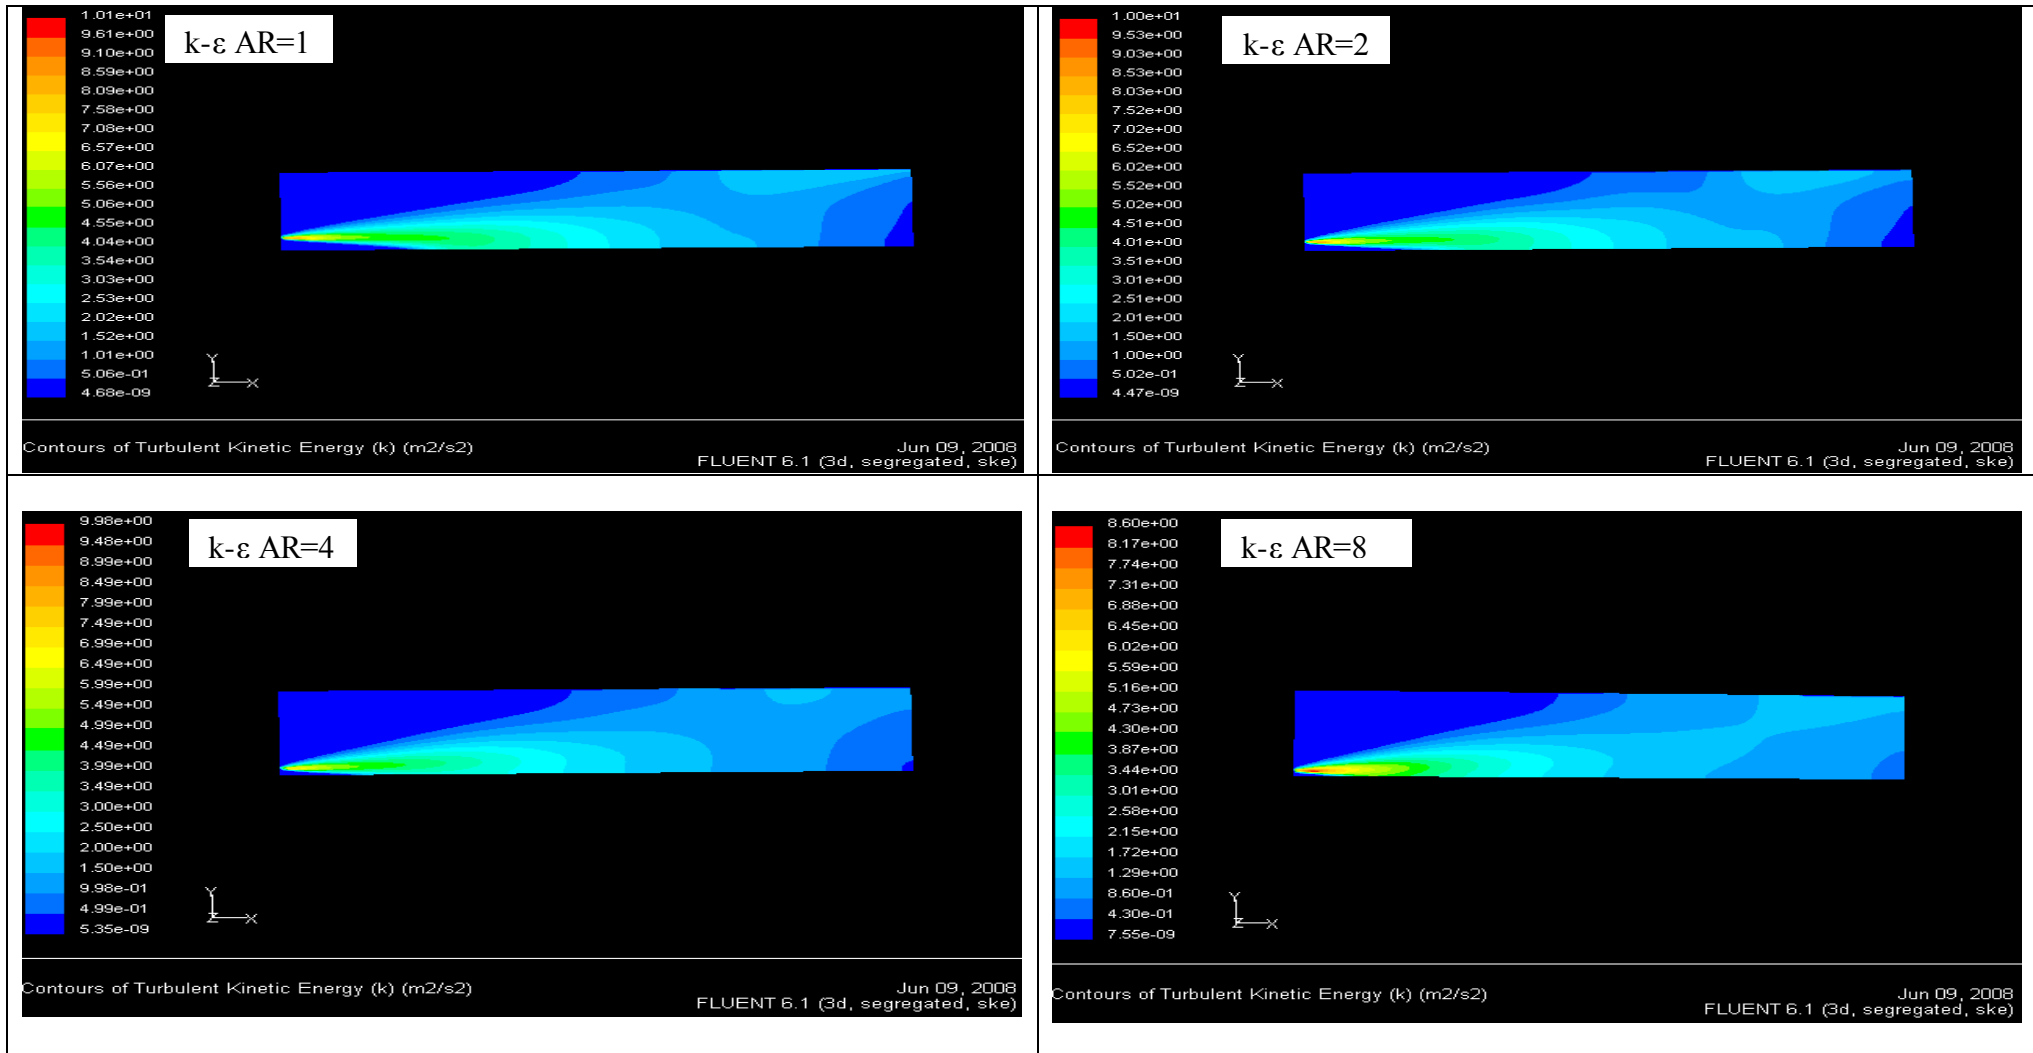 1.01e+01
9.61e+00
9.10e+00
8.59e+00
8.09e+00
7.58e+00
7.08e+00
6.57e+00
6.07e+00
5.56e+00
5.06e+00
4.55e+00
4.04e+00
3.54e+00
3.03e+00
2.53e+00
2.02e+00
1.52e+00
1.01e+00
5.06e-01
4.68e-09
k-ε AR=1
Y
Z X
Contours of Turbulent Kinetic Energy (k) (m2/s2)
Jun 09, 2008
FLUENT 6.1 (3d, segregated, ske)
1.00e+01
9.53e+00
9.03e+00
8.53e+00
8.03e+00
7.52e+00
7.02e+00
6.52e+00
6.02e+00
5.52e+00
5.02e+00
4.51e+00
4.01e+00
3.51e+00
3.01e+00
2.51e+00
2.01e+00
1.50e+00
1.00e+00
5.02e-01
4.47e-09
k-ε AR=2
Y
Z X
Contours of Turbulent Kinetic Energy (k) (m2/s2)
Jun 09, 2008
FLUENT 6.1 (3d, segregated, ske)
9.98e+00
9.48e+00
8.99e+00
8.49e+00
7.99e+00
7.49e+00
6.99e+00
6.49e+00
5.99e+00
5.49e+00
4.99e+00
4.49e+00
3.99e+00
3.49e+00
3.00e+00
2.50e+00
2.00e+00
1.50e+00
9.98e-01
4.99e-01
5.35e-09
k-ε AR=4
Y
Z X
Contours of Turbulent Kinetic Energy (k) (m2/s2)
Jun 09, 2008
FLUENT 6.1 (3d, segregated, ske)
8.60e+00
8.17e+00
7.74e+00
7.31e+00
6.88e+00
6.45e+00
6.02e+00
5.59e+00
5.16e+00
4.73e+00
4.30e+00
3.87e+00
3.44e+00
3.01e+00
2.58e+00
2.15e+00
1.72e+00
1.29e+00
8.60e-01
4.30e-01
7.55e-09
k-ε AR=8
Y
Z X
Contours of Turbulent Kinetic Energy (k) (m2/s2)
Jun 09, 2008
FLUENT 6.1 (3d, segregated, ske)